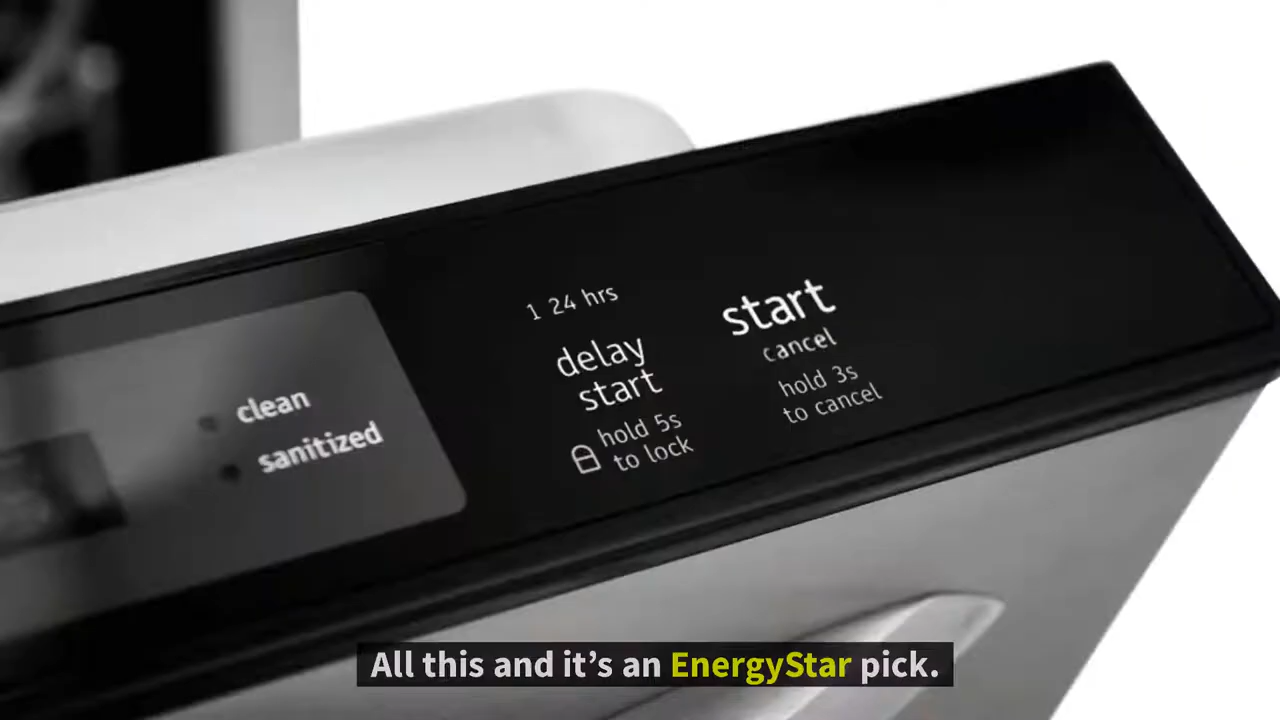 1 24 hrs
delay
start
hold 5s
to lock
start
cancel
hold 3s
to cancel
clean
sanitized
All this and it’s an EnergyStar pick.